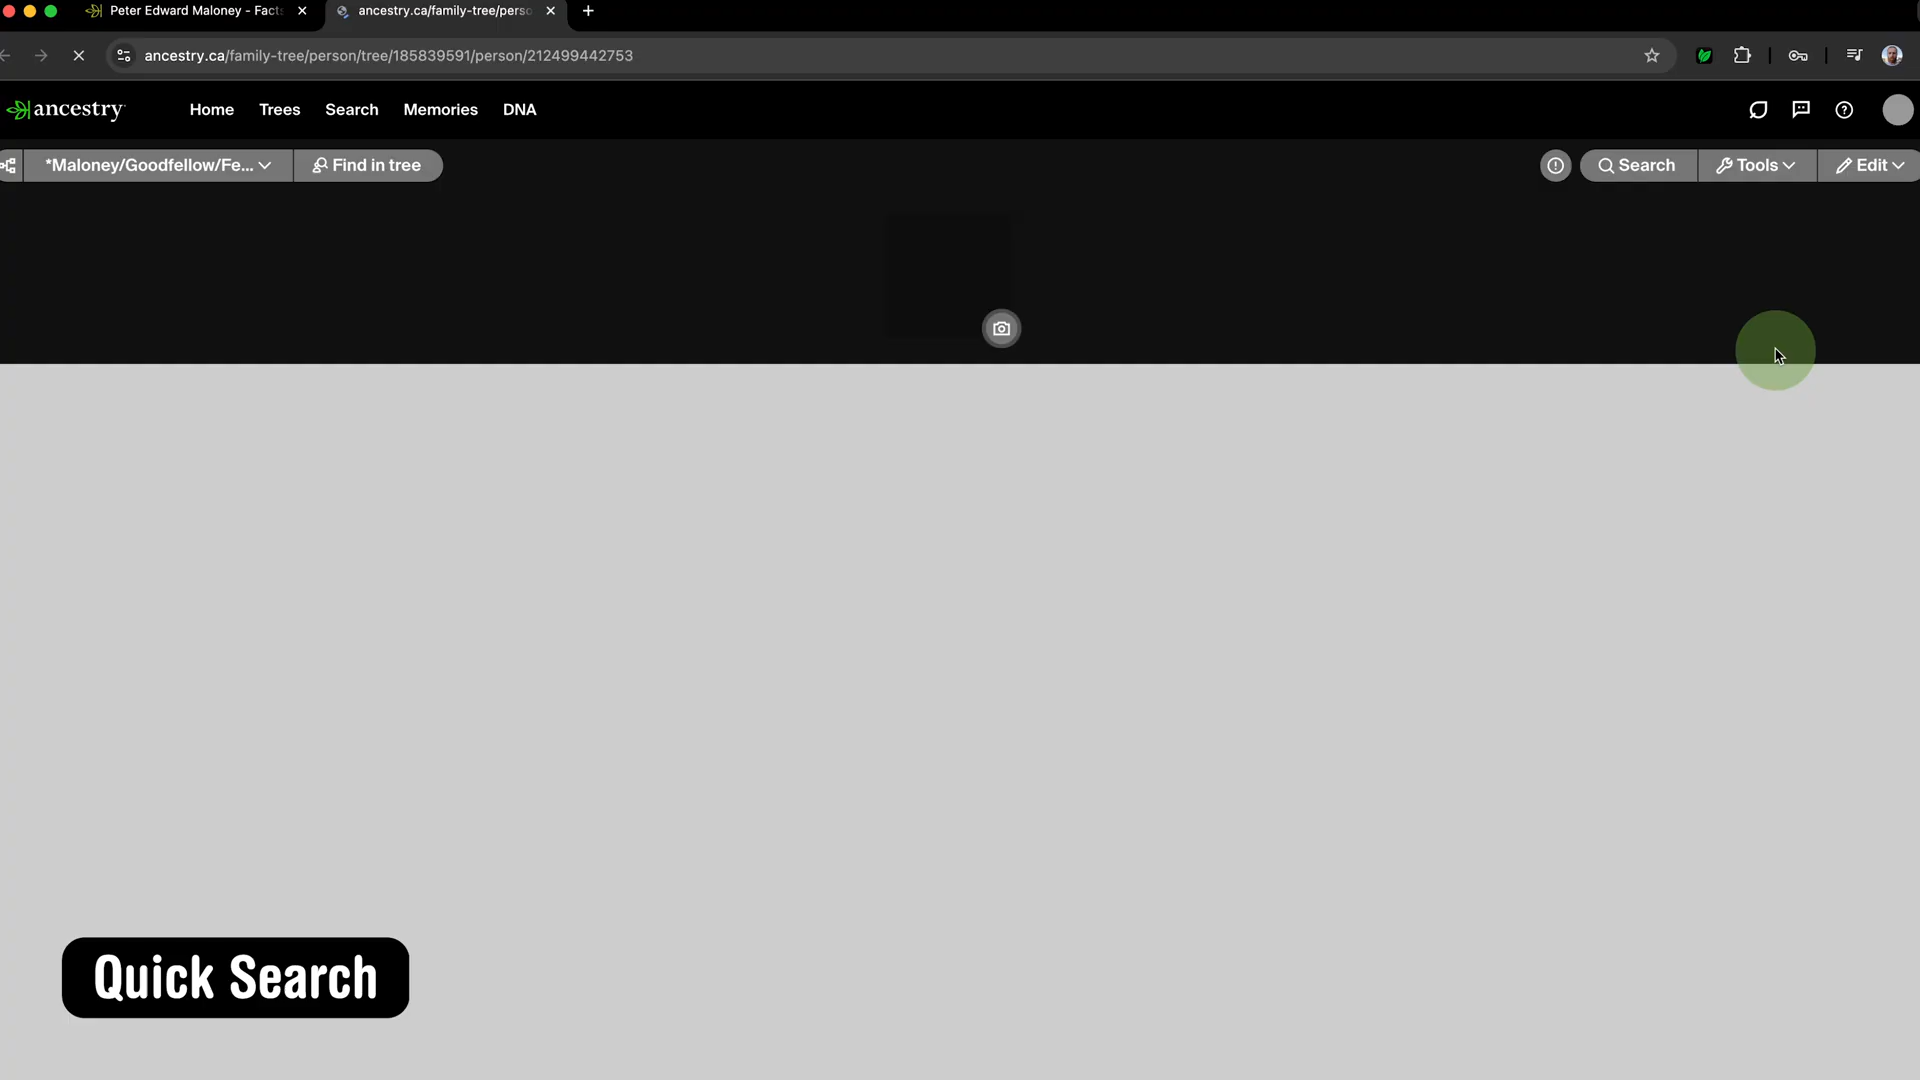 Peter Edward Maloney - Facts
ancestry.ca/family-tree/perso
ancestry.ca/family-tree/person/tree/185839591/person/212499442753
ancestry
Home
Trees
Search
Memories
DNA
*Maloney/Goodfellow/Fe...
Find in tree
Search
Tools
Edit
Quick Search